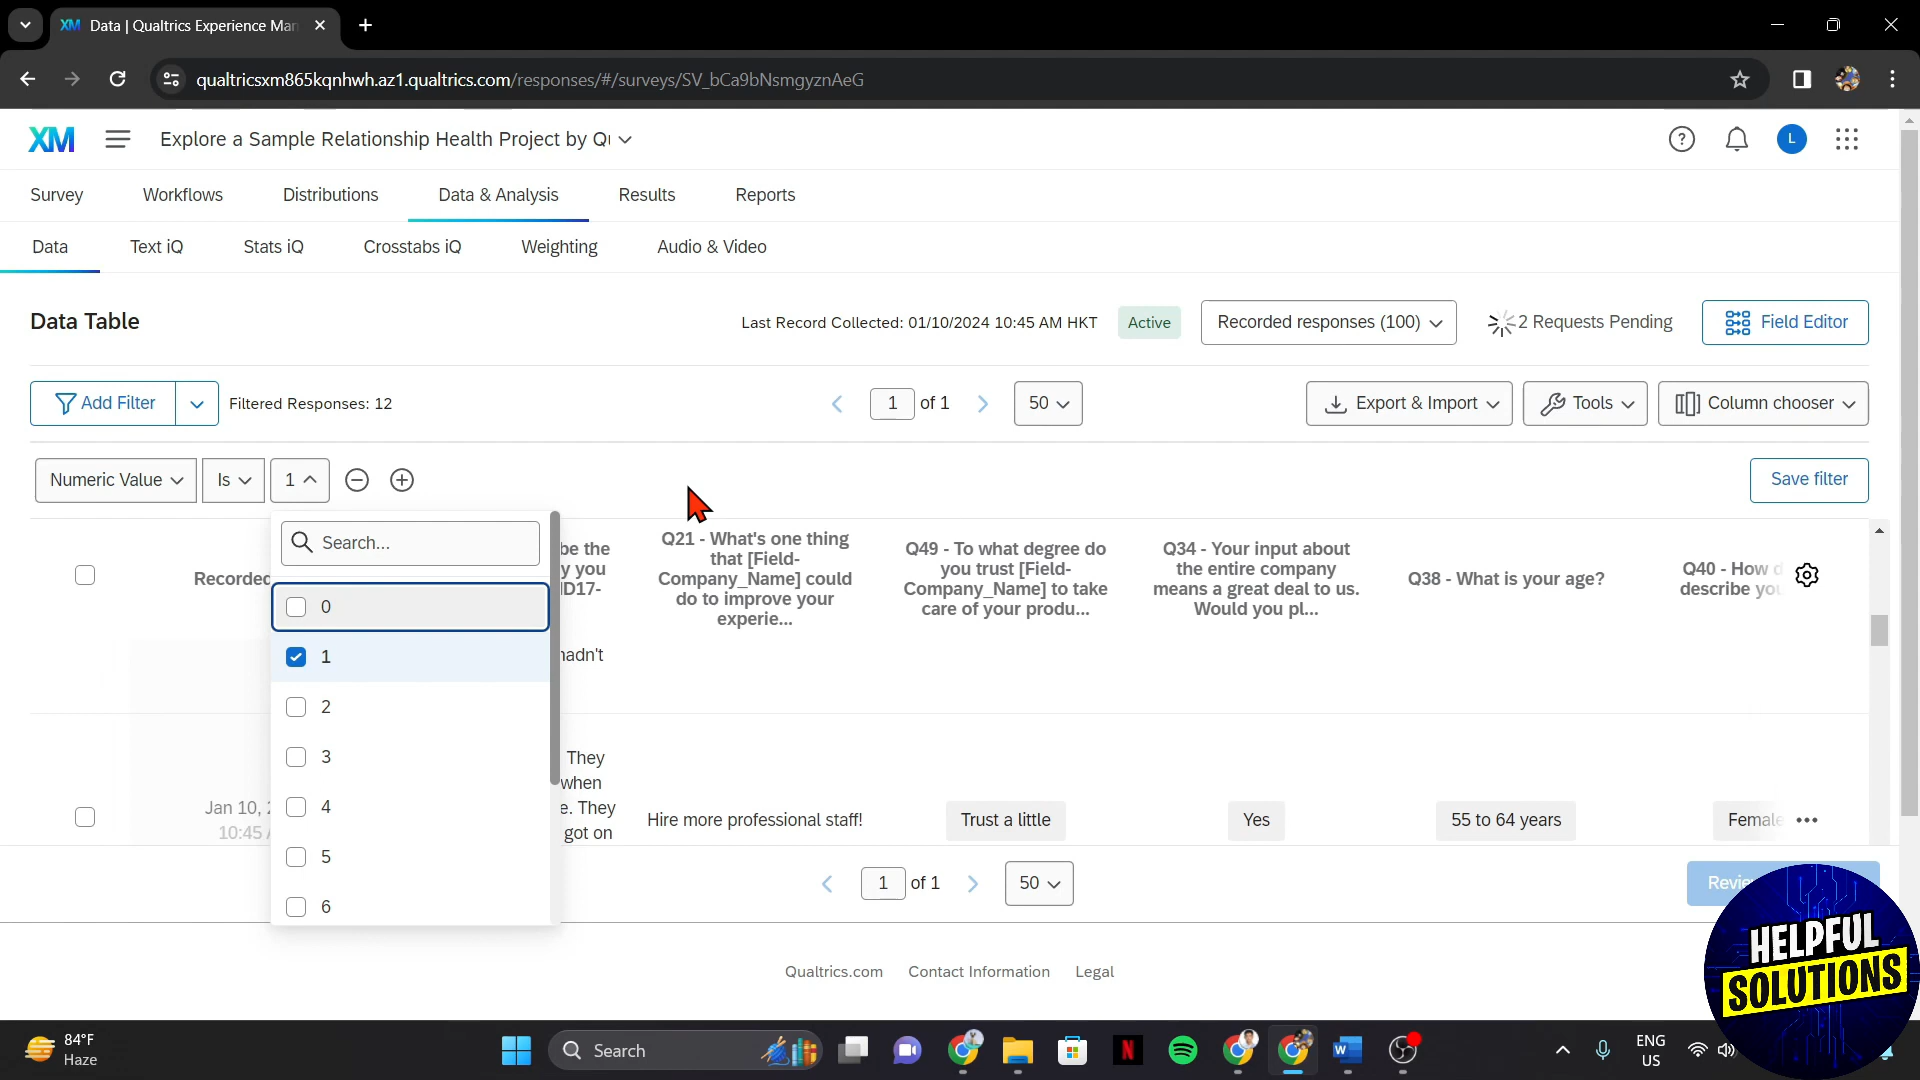 XM Data | Qualtrics Experience Man
qualtricsxm865kqnhwh.az1.qualtrics.com/responses/#/surveys/SV_bCa9bNsmgyznAeG
XM Explore a Sample Relationship Health Project by Qu L
Survey Workflows Distributions Data & Analysis Results Reports
Data Text iQ Stats iQ Crosstabs iQ Weighting Audio & Video
Data Table Last Record Collected: 01/10/2024 10:45 AM HKT Active Recorded responses (100) 2 Requests Pending Field Editor
Add Filter Filtered Responses: 12 1 of 1 50 Export & Import Tools Column chooser
Numeric Value Is 1 Save filter
Search...
0
1
2
3
4
5
6
Recorded
be the
y you
ID17-
Q21 - What's one thing
that [Field-
Company_Name] could
do to improve your
experie...
Q49 - To what degree do
you trust [Field-
Company_Name] to take
care of your produ...
Q34 - Your input about
the entire company
means a great deal to us.
Would you pl...
Q38 - What is your age?
Q40 - How d
describe you
hadn't
Jan 10, 2
10:45 A
They
when
e. They
got on
Hire more professional staff! Trust a little Yes 55 to 64 years Female
1 of 1 50
Qualtrics.com Contact Information Legal
HELPFUL
SOLUTIONS
84°F
Haze
Search
N
W
ENG
US